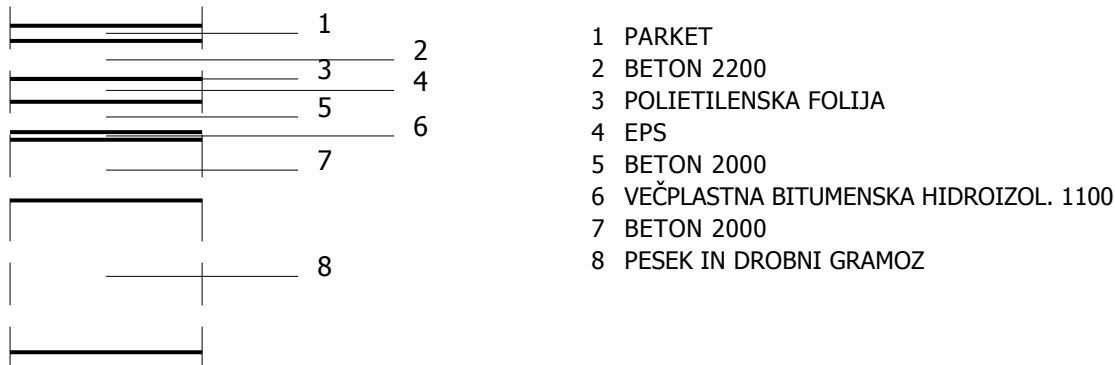 1
2
3
4
5
6
7
8
1 PARKET
2 BETON 2200
3 POLIETILENSKA FOLIJA
4 EPS
5 BETON 2000
6 VEČPLASTNA BITUMENSKA HIDROIZOL. 1100
7 BETON 2000
8 PESEK IN DROBNI GRAMOZ